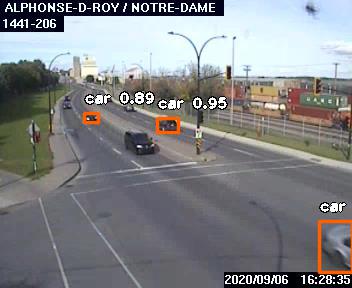 ALPHONSE-D-ROY / NOTRE-DAME
1441-206
car 0.89
car 0.95
car
2020/09/06 16:28:35